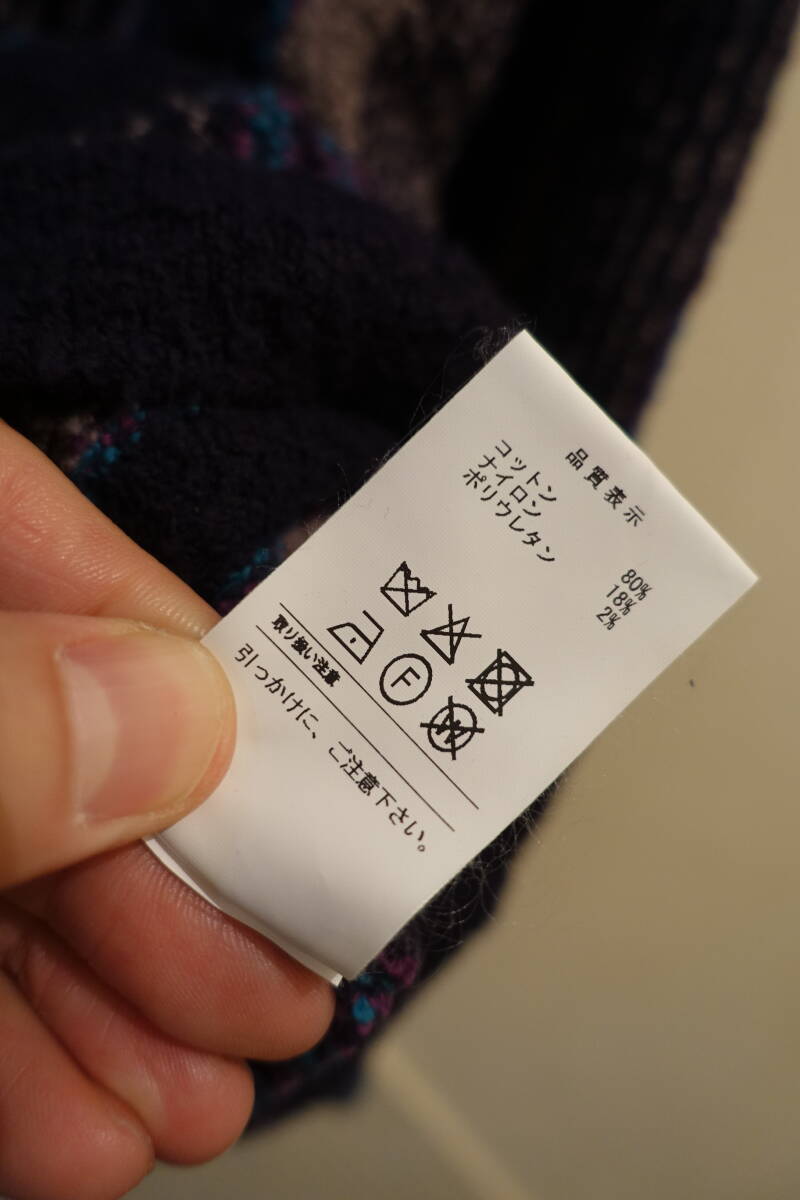 品質表示
コットン 80%
ナイロン 18%
ポリウレタン 2%
F
W
取り扱い注意
引っかけに、ご注意下さい。